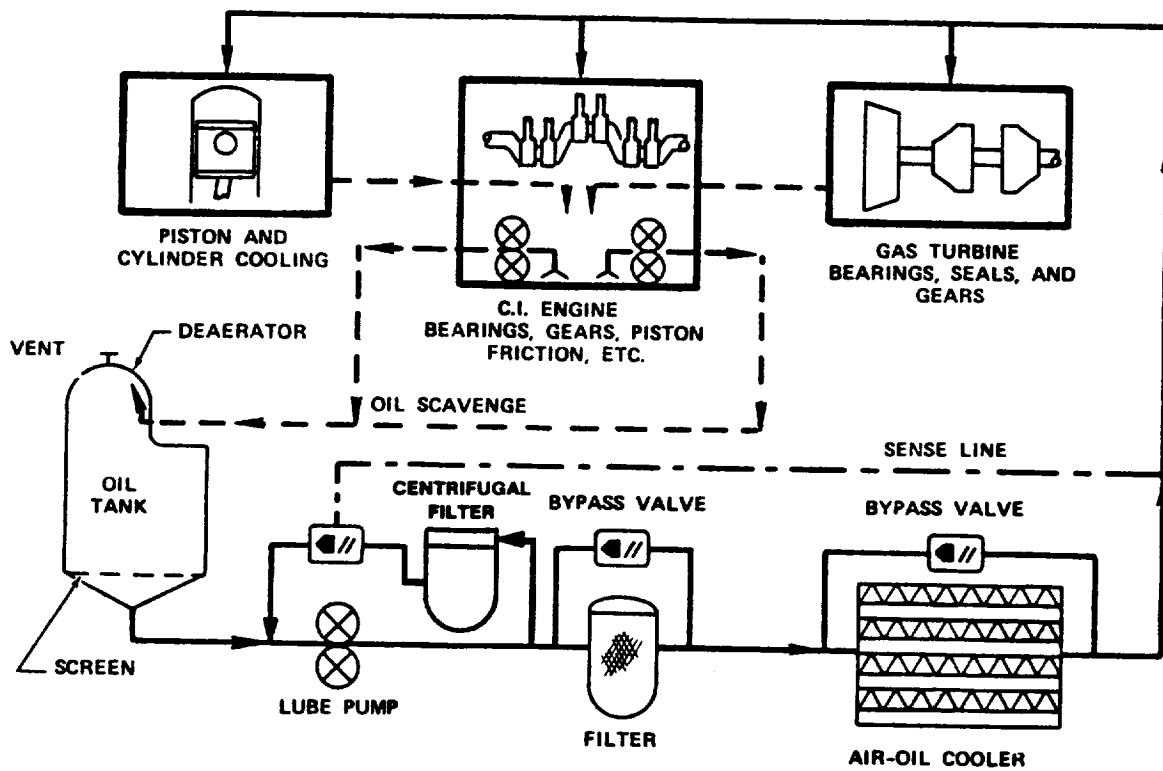 PISTON AND
CYLINDER COOLING
C.I. ENGINE
BEARINGS, GEARS, PISTON
FRICTION, ETC.
GAS TURBINE
BEARINGS, SEALS, AND
GEARS
DEAERATOR
VENT
OIL SCAVENGE
SENSE LINE
OIL
TANK
CENTRIFUGAL
FILTER
BYPASS VALVE
BYPASS VALVE
SCREEN
LUBE PUMP
FILTER
AIR-OIL COOLER